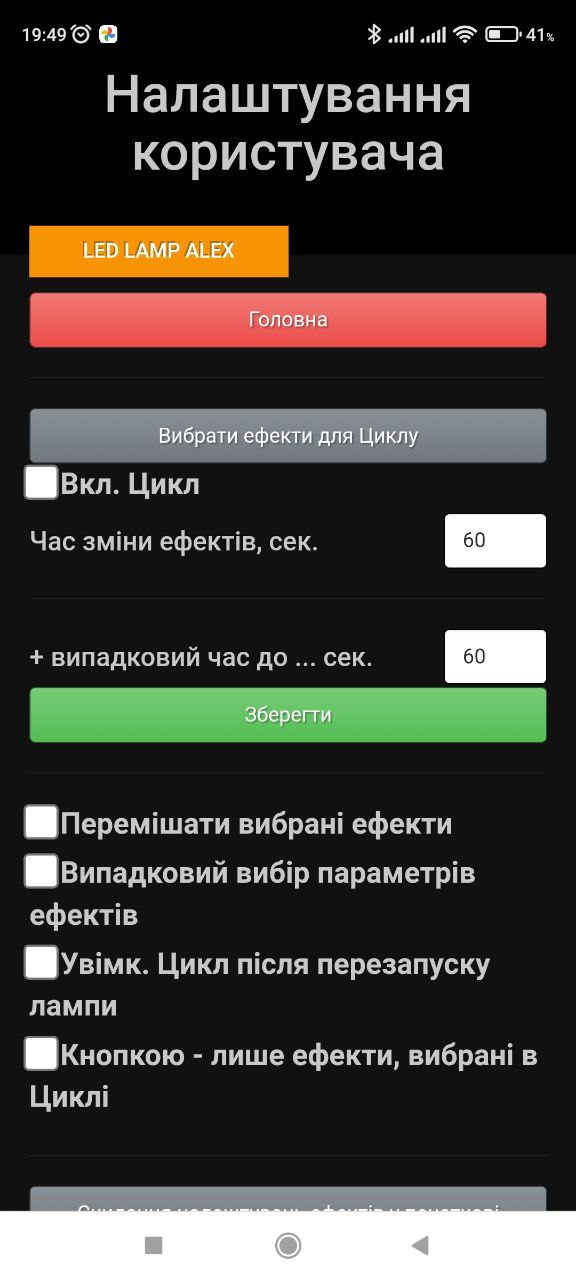 19:49
41%
Налаштування
користувача
LED LAMP ALEX
Головна
Вибрати ефекти для Циклу
Вкл. Цикл
Час зміни ефектів, сек.
60
+ випадковий час до ... сек.
60
Зберегти
Перемішати вибрані ефекти
Випадковий вибір параметрів
ефектів
Увімк. Цикл після перезапуску
лампи
Кнопкою - лише ефекти, вибрані в
Циклі